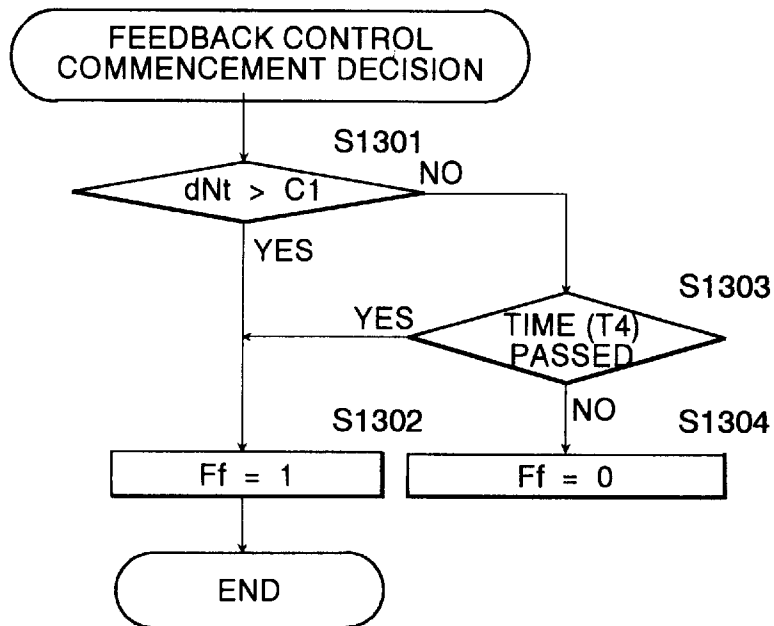 FEEDBACK CONTROL
COMMENCEMENT DECISION
S1301
dNt > C1
NO
YES
S1303
YES
TIME (T4)
PASSED
NO
S1302
S1304
Ff = 1
Ff = 0
END